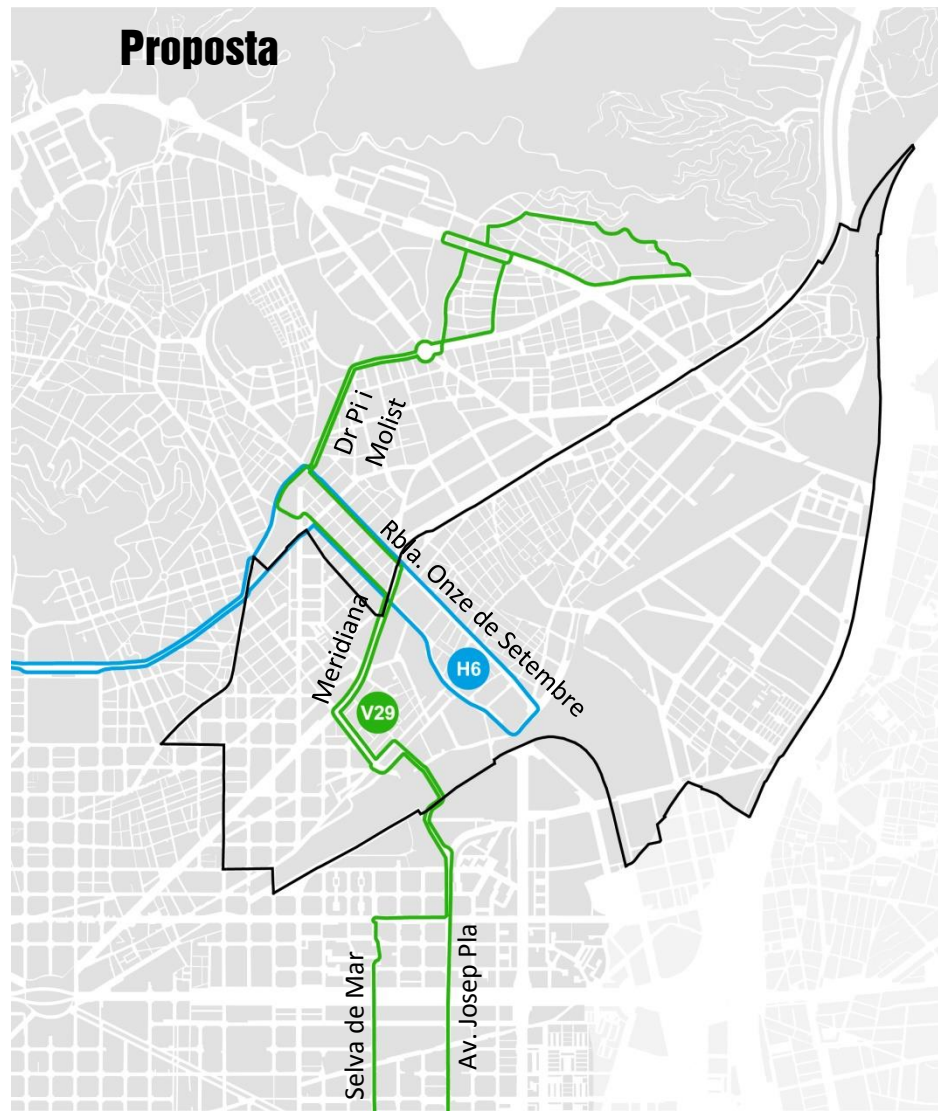 Proposta
Dr Pi i
Molist
Rbla. Onze de Setembre
Meridiana
H6
V29
Selva de Mar
Av. Josep Pla